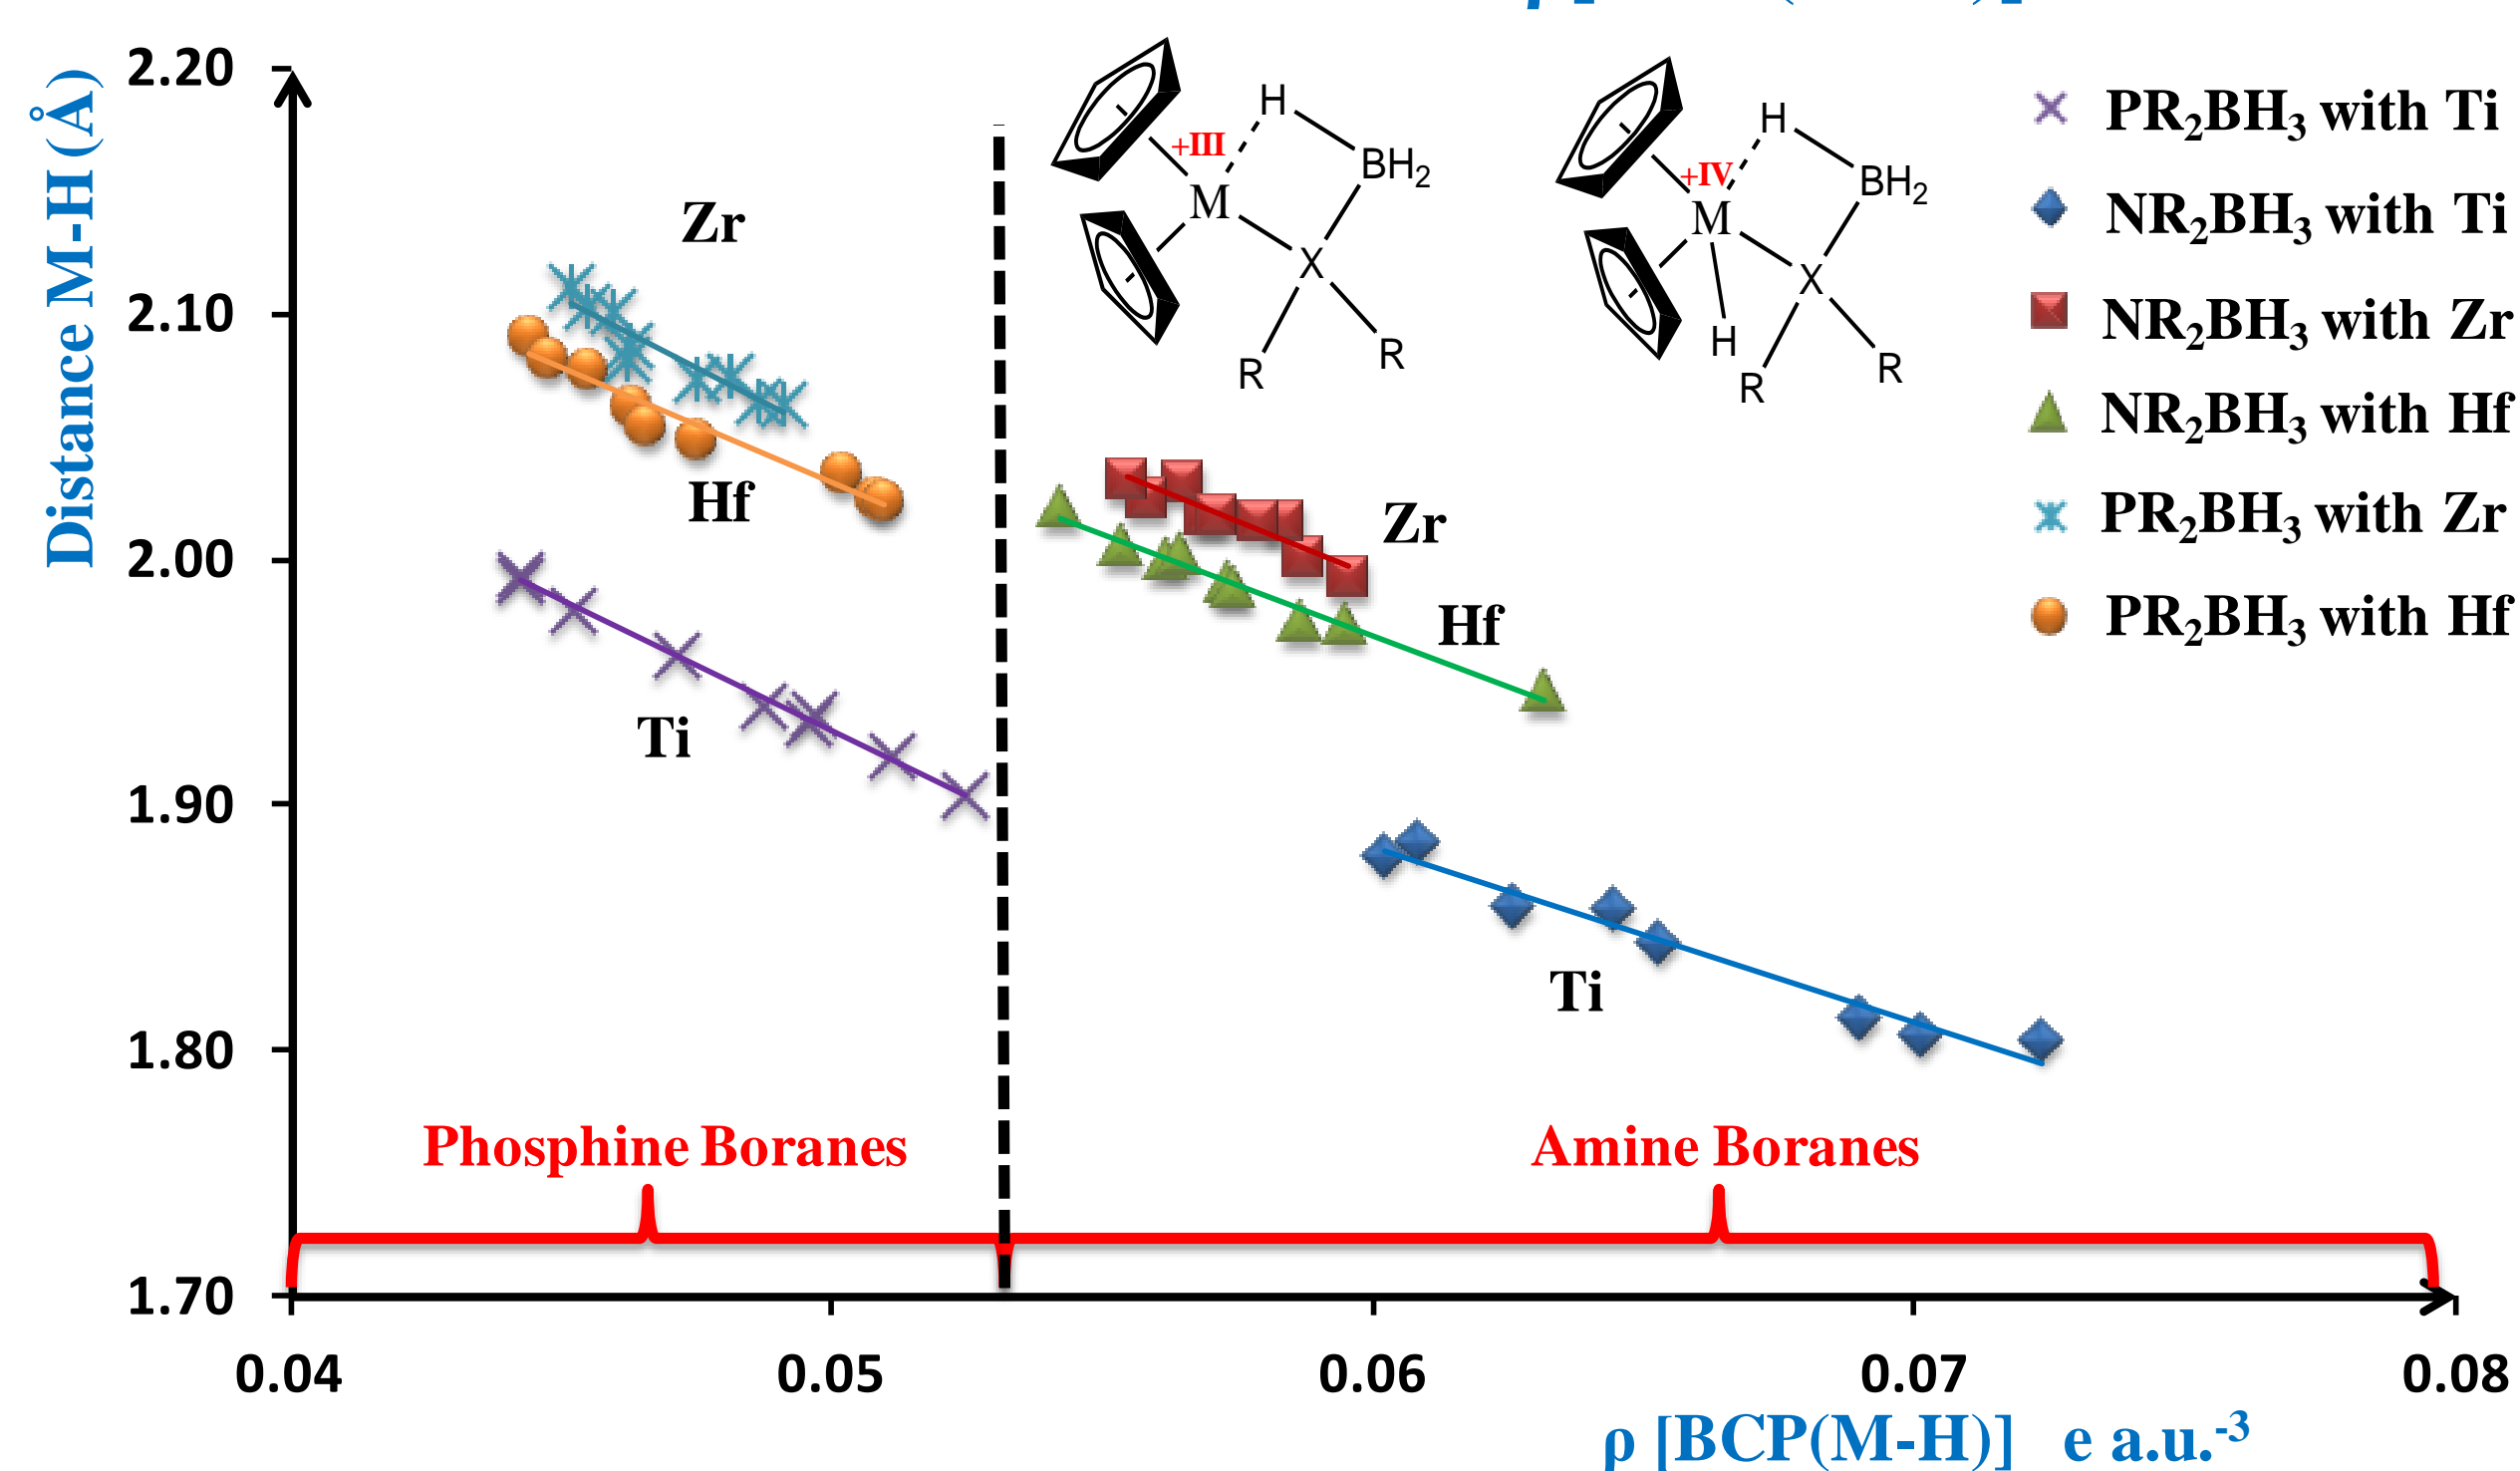 Distance M-H (Å)
2.20
2.10
2.00
1.90
1.80
1.70
0.04
0.05
0.06
0.07
0.08
ρ [BCP(M-H)] e a.u.⁻³
Zr
Hf
Ti
Zr
Hf
Ti
Phosphine Boranes
Amine Boranes
H
+III
BH₂
M
X
R
R
H
+IV
BH₂
M
X
H
R
R
PR₂BH₃ with Ti
NR₂BH₃ with Ti
NR₂BH₃ with Zr
NR₂BH₃ with Hf
PR₂BH₃ with Zr
PR₂BH₃ with Hf